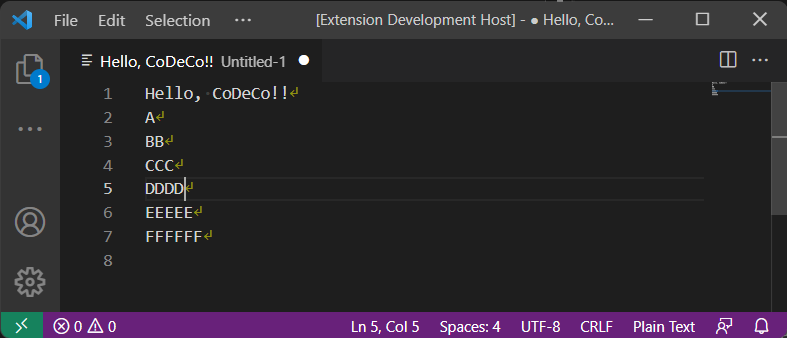 File Edit Selection ··· [Extension Development Host] - ● Hello, Co...
Hello, CoDeCo!! Untitled-1 ●
1
1 Hello, CoDeCo!!↵
2 A↵
3 BB↵
4 CCC↵
5 DDDD↵
6 EEEEE↵
7 FFFFFF↵
8
0 0 Ln 5, Col 5 Spaces: 4 UTF-8 CRLF Plain Text